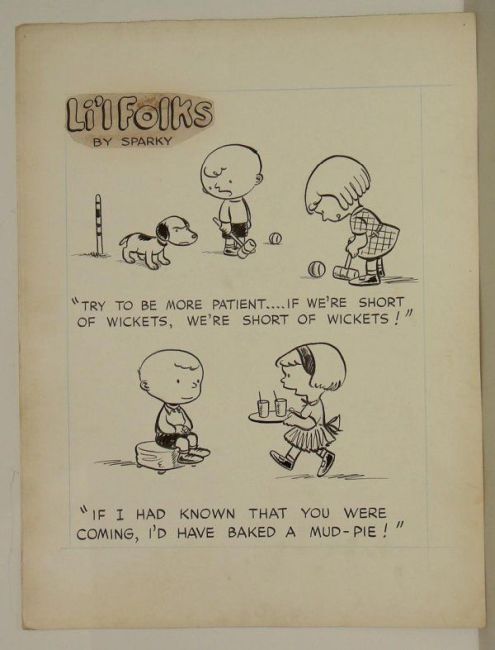 Li'l Folks
BY SPARKY
"TRY TO BE MORE PATIENT....IF WE'RE SHORT
OF WICKETS, WE'RE SHORT OF WICKETS!"
"IF I HAD KNOWN THAT YOU WERE
COMING, I'D HAVE BAKED A MUD-PIE!"